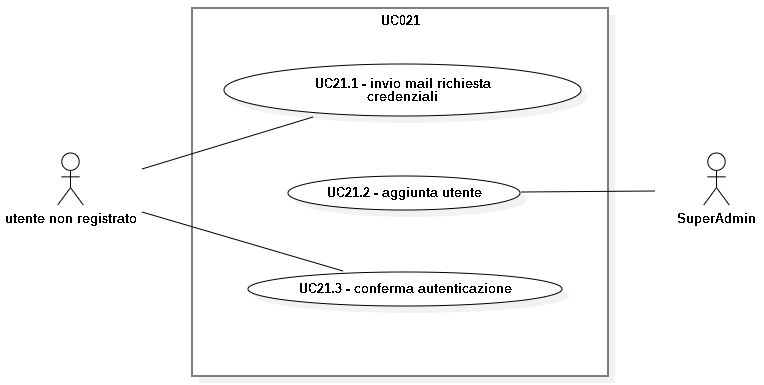 UC021
UC21.1 - invio mail richiesta
credenziali
UC21.2 - aggiunta utente
utente non registrato
SuperAdmin
UC21.3 - conferma autenticazione